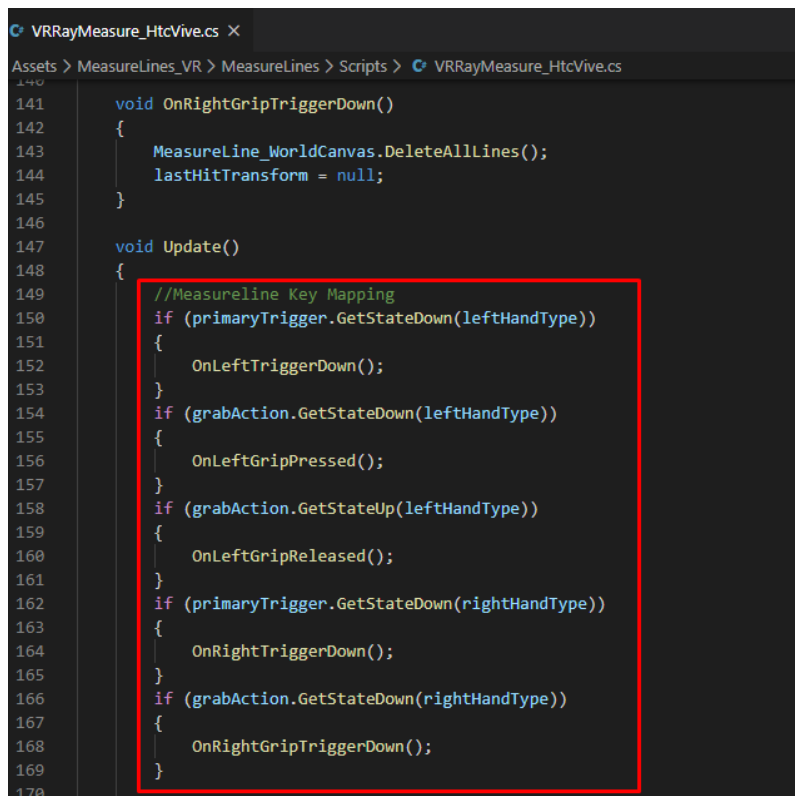 C# VRRayMeasure_HtcVive.cs ×
Assets > MeasureLines_VR > MeasureLines > Scripts > C# VRRayMeasure_HtcVive.cs
140
141 void OnRightGripTriggerDown()
142 {
143 MeasureLine_WorldCanvas.DeleteAllLines();
144 lastHitTransform = null;
145 }
146
147 void Update()
148 {
149 //Measureline Key Mapping
150 if (primaryTrigger.GetStateDown(leftHandType))
151 {
152 OnLeftTriggerDown();
153 }
154 if (grabAction.GetStateDown(leftHandType))
155 {
156 OnLeftGripPressed();
157 }
158 if (grabAction.GetStateUp(leftHandType))
159 {
160 OnLeftGripReleased();
161 }
162 if (primaryTrigger.GetStateDown(rightHandType))
163 {
164 OnRightTriggerDown();
165 }
166 if (grabAction.GetStateDown(rightHandType))
167 {
168 OnRightGripTriggerDown();
169 }
170